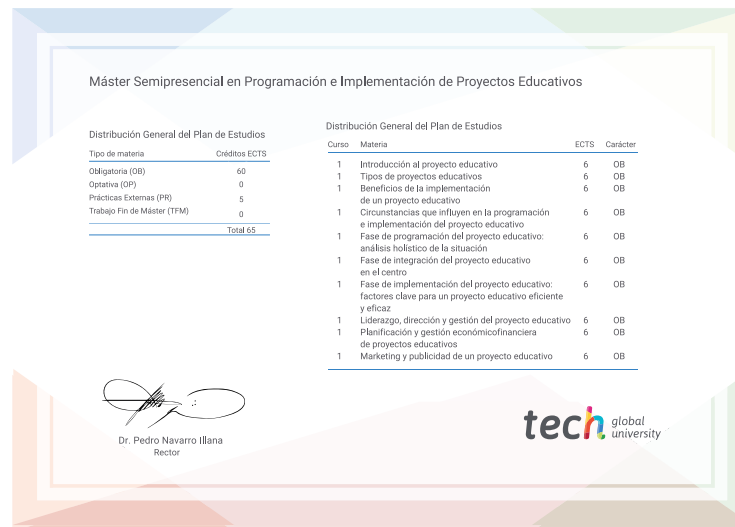 Máster Semipresencial en Programación e Implementación de Proyectos Educativos
Distribución General del Plan de Estudios
Tipo de materia Créditos ECTS
Obligatoria (OB) 60
Optativa (OP) 0
Prácticas Externas (PR) 5
Trabajo Fin de Máster (TFM) 0
Total 65
Distribución General del Plan de Estudios
Curso Materia ECTS Carácter
1 Introducción al proyecto educativo 6 OB
1 Tipos de proyectos educativos 6 OB
1 Beneficios de la implementación 6 OB
de un proyecto educativo
1 Circunstancias que influyen en la programación 6 OB
e implementación del proyecto educativo
1 Fase de programación del proyecto educativo: 6 OB
análisis holístico de la situación
1 Fase de integración del proyecto educativo 6 OB
en el centro
1 Fase de implementación del proyecto educativo: 6 OB
factores clave para un proyecto educativo eficiente
y eficaz
1 Liderazgo, dirección y gestión del proyecto educativo 6 OB
1 Planificación y gestión económicofinanciera 6 OB
de proyectos educativos
1 Marketing y publicidad de un proyecto educativo 6 OB
Dr. Pedro Navarro Illana
Rector
tech global
university